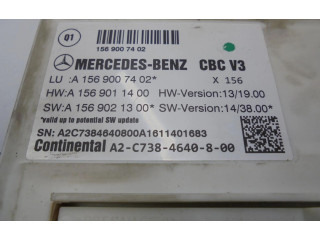 01
156 900 74 02
MERCEDES-BENZ CBC V3
LU :A 156 900 74 02* X 156
HW:A 156 901 14 00 HW-Version:13/19.00
SW:A 156 902 13 00* SW-Version:14/38.00*
*valid up to potential SW update
SN: A2C7384640800A1611401683
Continental A2-C738-4640-8-00